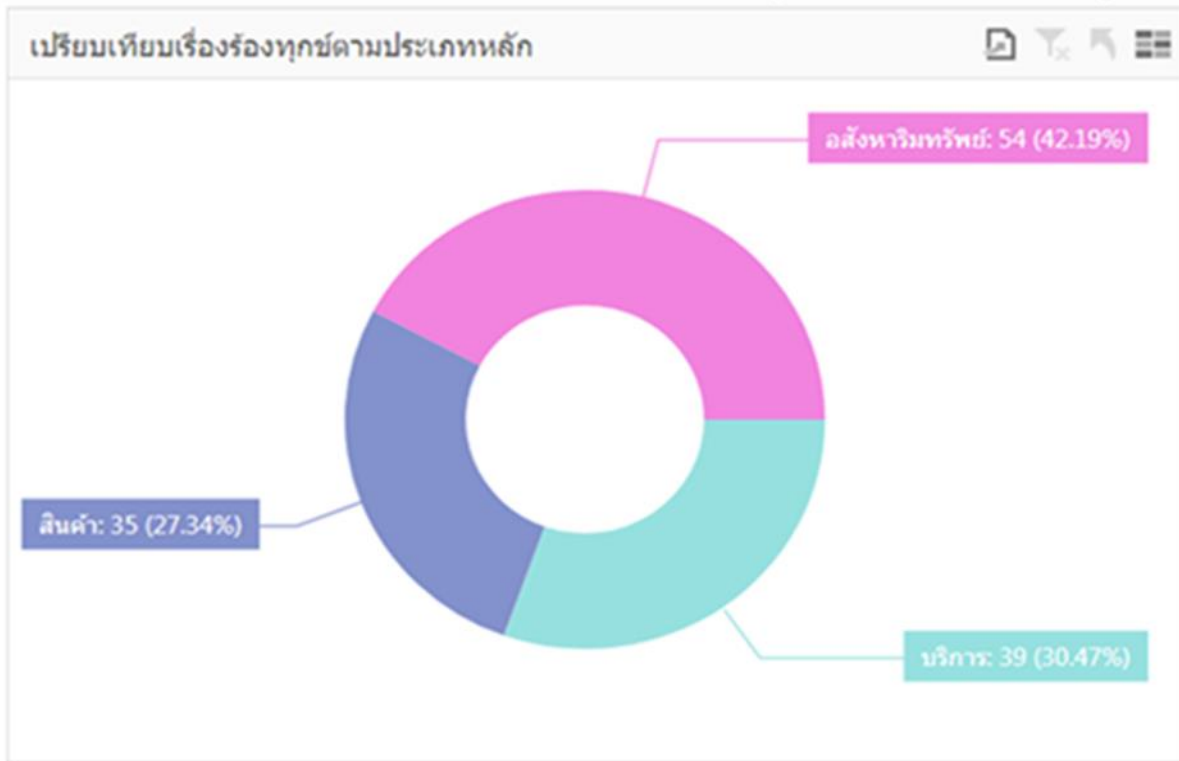 เปรียบเทียบเรื่องร้องทุกข์ตามประเภทหลัก
อสังหาริมทรัพย์: 54 (42.19%)
สินค้า: 35 (27.34%)
บริการ: 39 (30.47%)